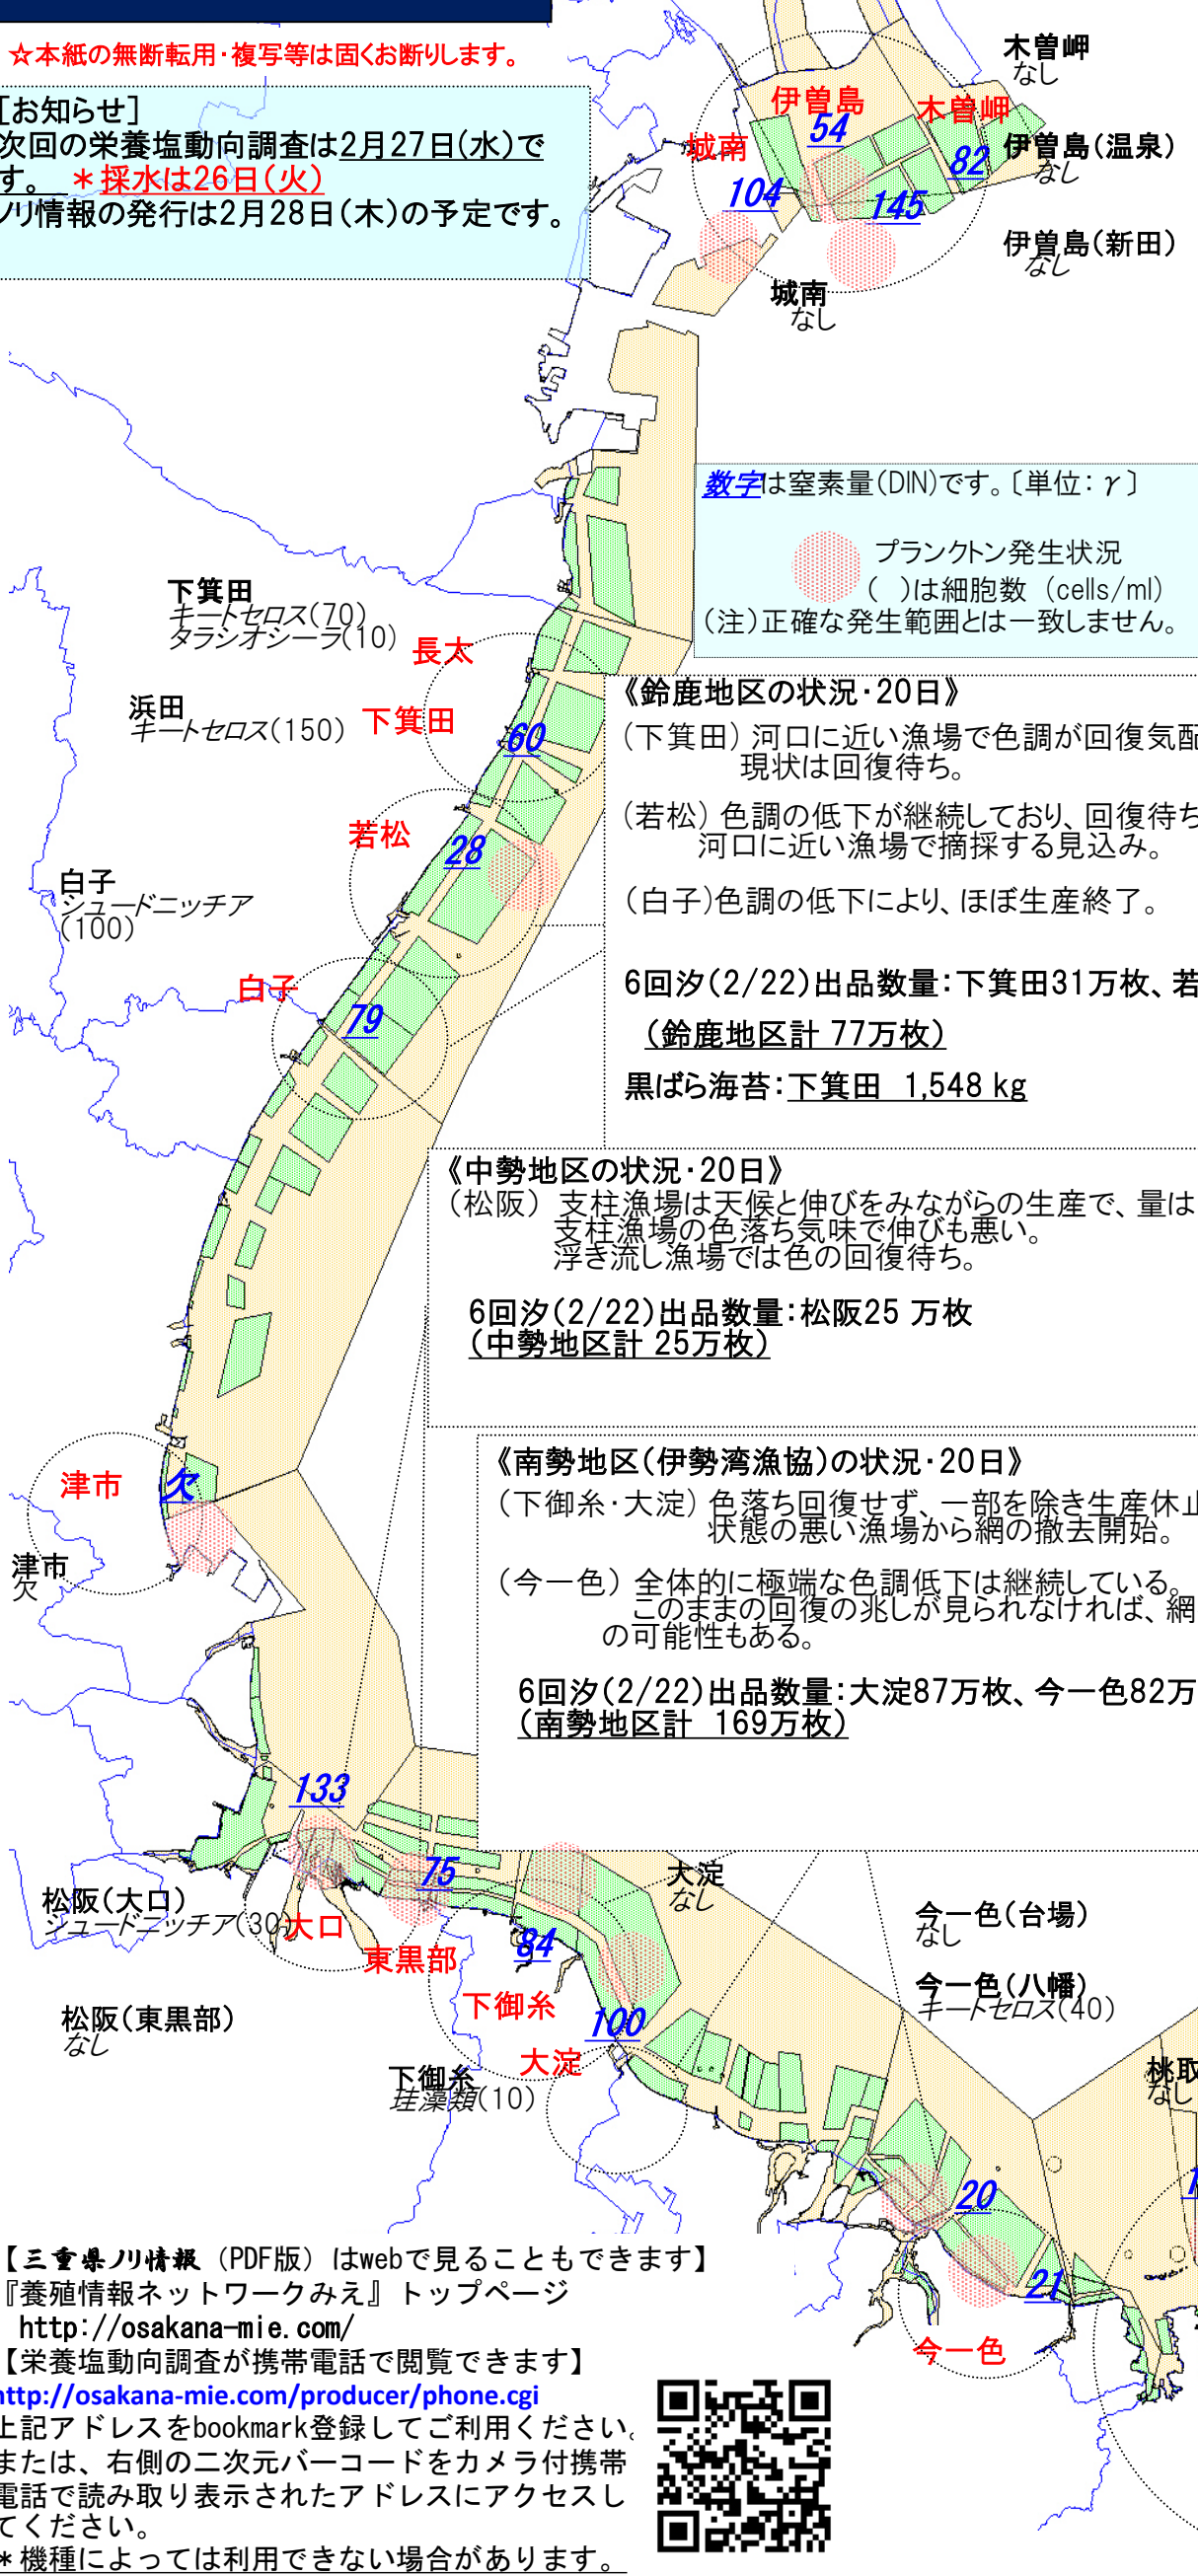 ☆本紙の無断転用・複写等は固くお断りします。
[お知らせ]
次回の栄養塩動向調査は2月27日(水)で
す。 ＊採水は26日(火)
ノリ情報の発行は2月28日(木)の予定です。
木曽岬
なし
伊曽島
54
木曽岬
城南
82
伊曽島(温泉)
なし
104
145
伊曽島(新田)
なし
城南
なし
数字は窒素量(DIN)です。〔単位：γ〕
プランクトン発生状況
(　)は細胞数 (cells/ml)
(注)正確な発生範囲とは一致しません。
下箕田
キートセロス(70)
タラシオシーラ(10)
長太
浜田
キートセロス(150)
下箕田
60
《鈴鹿地区の状況・20日》
(下箕田) 河口に近い漁場で色調が回復気配
現状は回復待ち。
若松
28
(若松) 色調の低下が継続しており、回復待ち
河口に近い漁場で摘採する見込み。
白子
シュードニッチア
(100)
(白子)色調の低下により、ほぼ生産終了。
白子
79
6回汐(2/22)出品数量：下箕田31万枚、若
(鈴鹿地区計 77万枚)
黒ばら海苔：下箕田 1,548 kg
《中勢地区の状況・20日》
(松阪) 支柱漁場は天候と伸びをみながらの生産で、量は
支柱漁場の色落ち気味で伸びも悪い。
浮き流し漁場では色の回復待ち。
6回汐(2/22)出品数量：松阪25 万枚
(中勢地区計 25万枚)
津市
欠
津市
欠
《南勢地区(伊勢湾漁協)の状況・20日》
(下御糸・大淀) 色落ち回復せず、一部を除き生産休止
状態の悪い漁場から網の撤去開始。
(今一色) 全体的に極端な色調低下は継続している。
このままの回復の兆しが見られなければ、網
の可能性もある。
6回汐(2/22)出品数量：大淀87万枚、今一色82万
(南勢地区計 169万枚)
133
75
大淀
なし
松阪(大口)
シュードニッチア(30)
大口
今一色(台場)
なし
84
東黒部
今一色(八幡)
キートセロス(40)
下御糸
松阪(東黒部)
なし
100
大淀
下御糸
珪藻類(10)
桃取
なし
20
1
21
今一色
【三重県ノリ情報 (PDF版) はwebで見ることもできます】
『養殖情報ネットワークみえ』トップページ
http://osakana-mie.com/
【栄養塩動向調査が携帯電話で閲覧できます】
http://osakana-mie.com/producer/phone.cgi
上記アドレスをbookmark登録してご利用ください。
または、右側の二次元バーコードをカメラ付携帯
電話で読み取り表示されたアドレスにアクセスし
てください。
＊機種によっては利用できない場合があります。